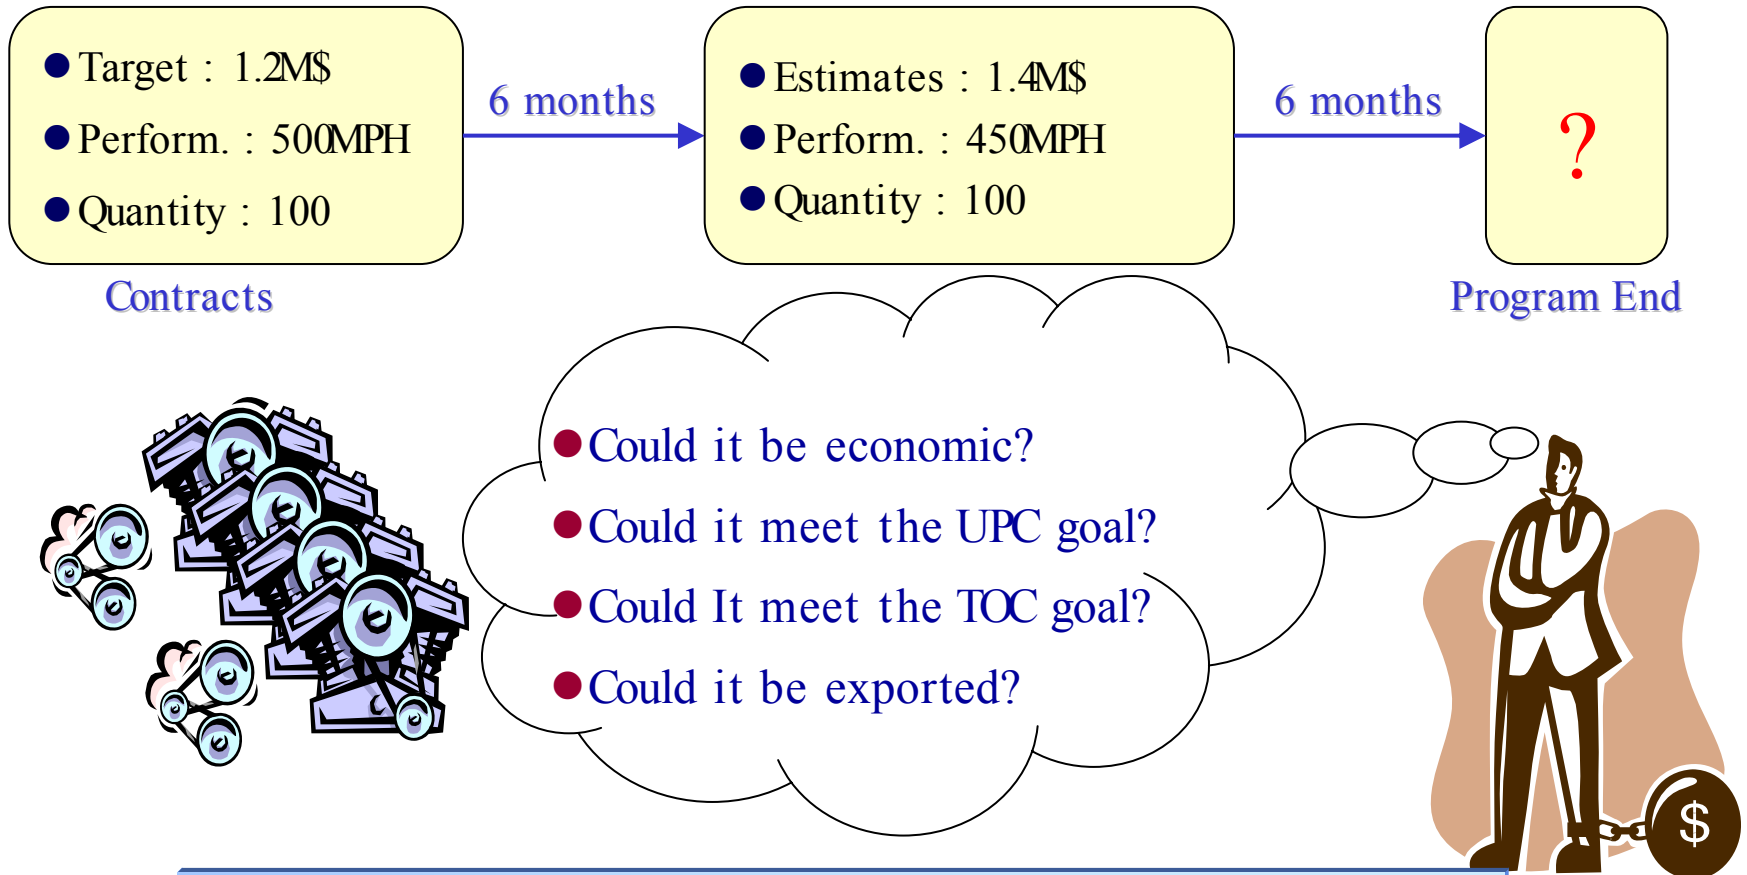 ● Target : 1.2M$
● Perform. : 500MPH
● Quantity : 100
Contracts
6 months
● Estimates : 1.4M$
● Perform. : 450MPH
● Quantity : 100
6 months
?
Program End
● Could it be economic?
● Could it meet the UPC goal?
● Could It meet the TOC goal?
● Could it be exported?
$